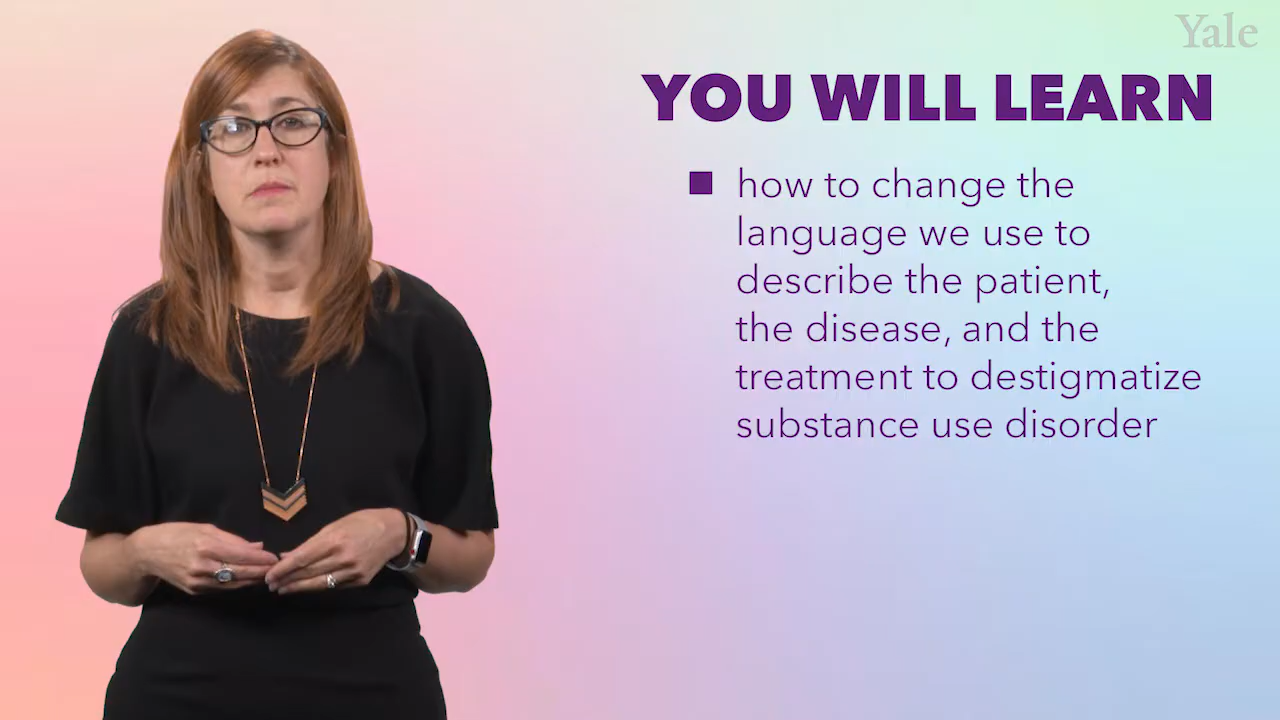 Yale
YOU WILL LEARN
■ how to change the
language we use to
describe the patient,
the disease, and the
treatment to destigmatize
substance use disorder